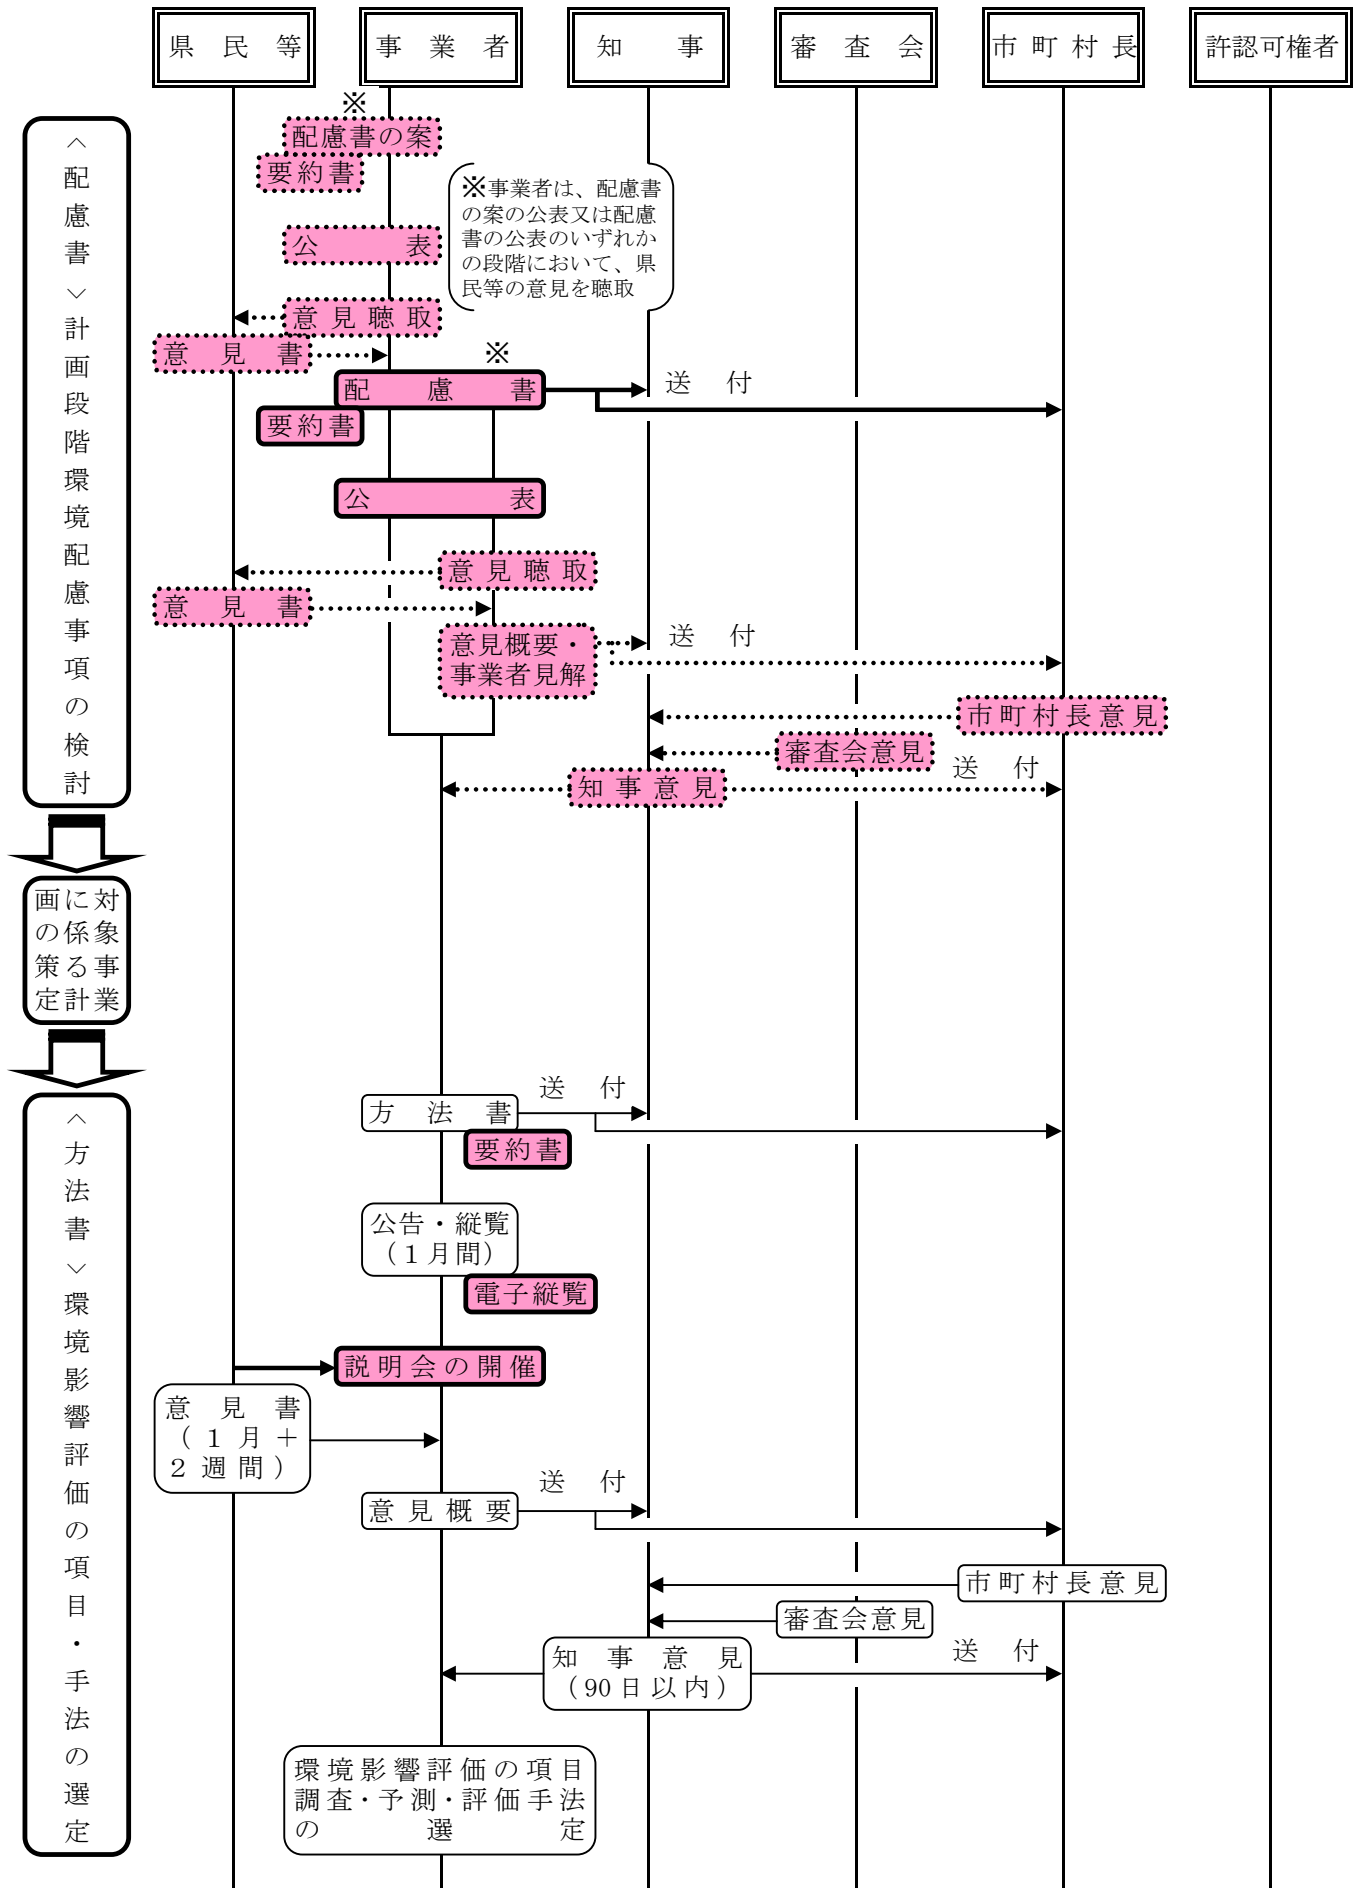 県民等
事業者
知事
審査会
市町村長
許認可権者
〈配慮書〉計画段階環境配慮事項の検討
※
配慮書の案
要約書
※事業者は、配慮書
の案の公表又は配慮
書の公表のいずれか
の段階において、県
民等の意見を聴取
公表
意見聴取
意見書
※
配慮書
送付
要約書
公表
意見聴取
意見書
意見概要・
事業者見解
送付
市町村長意見
審査会意見
送付
知事意見
対象事業
に係る計
画の策定
〈方法書〉環境影響評価の項目・手法の選定
送付
方法書
要約書
公告・縦覧
（１月間）
電子縦覧
説明会の開催
意見書
（１月＋
２週間）
送付
意見概要
市町村長意見
審査会意見
知事意見
（90日以内）
送付
環境影響評価の項目
調査・予測・評価手法
の選定